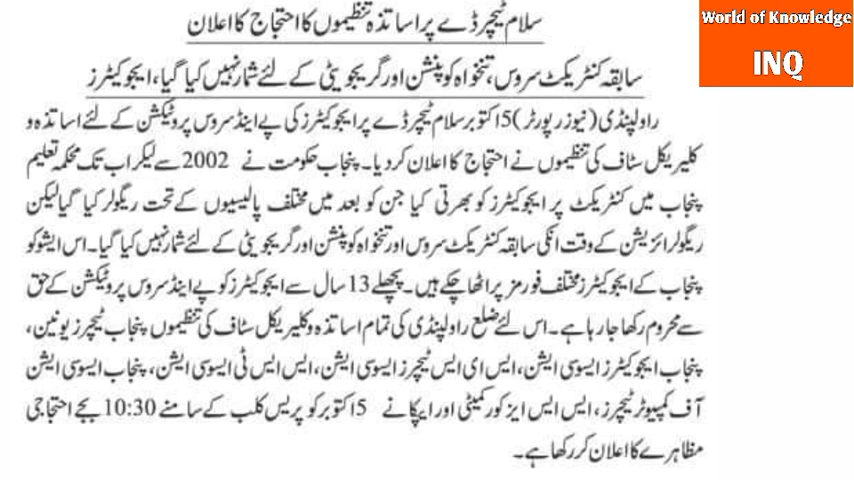 World of Knowledge
INQ
سلام ٹیچر ڈے پر اساتذہ تنظیموں کا احتجاج کا اعلان
سابقہ کنٹریکٹ سروس، تنخواہ کو پنشن اور گریجویٹی کے لئے شمار نہیں کیا گیا، ایجوکیٹرز
راولپنڈی (نیوز رپورٹر) 5 اکتوبر سلام ٹیچر ڈے پر ایجوکیٹرز کی پے اینڈ سروس پروٹیکشن کے لئے اساتذہ و
کلیریکل سٹاف کی تنظیموں نے احتجاج کا اعلان کر دیا۔ پنجاب حکومت نے 2002 سے لیکر اب تک محکمہ تعلیم
پنجاب میں کنٹریکٹ پر ایجوکیٹرز کو بھرتی کیا جن کو بعد میں مختلف پالیسیوں کے تحت ریگولر کیا گیا لیکن
ریگولرائزیشن کے وقت انکی سابقہ کنٹریکٹ سروس اور تنخواہ کو پنشن اور گریجویٹی کے لئے شمار نہیں کیا گیا۔ اس ایشو کو
پنجاب کے ایجوکیٹرز مختلف فورمز پر اٹھا چکے ہیں۔ پچھلے 13 سال سے ایجوکیٹرز کو پے اینڈ سروس پروٹیکشن کے حق
سے محروم رکھا جا رہا ہے۔ اس لئے ضلع راولپنڈی کی تمام اساتذہ و کلیریکل سٹاف کی تنظیموں پنجاب ٹیچرز یونین،
پنجاب ایجوکیٹرز ایسوسی ایشن، ایس ای ایس ٹیچرز ایسوسی ایشن، ایس ایس ٹی ایسوسی ایشن، پنجاب ایسوسی ایشن
آف کمپیوٹر ٹیچرز، ایس ایس ایز کور کمیٹی اور ایپکا نے 5 اکتوبر کو پریس کلب کے سامنے 10:30 بجے احتجاجی
مظاہرے کا اعلان کر رکھا ہے۔